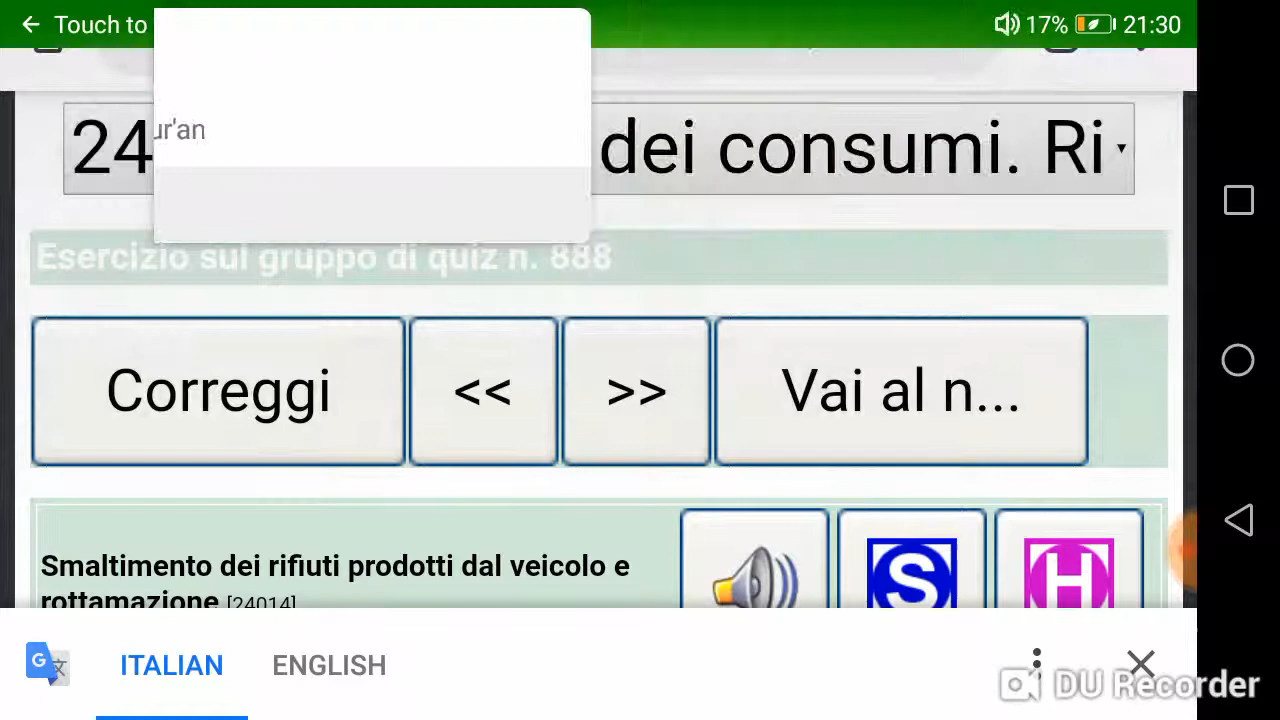 Touch to
17% 21:30
ur'an
24 dei consumi. Ri
Esercizio sul gruppo di quiz n. 888
Correggi << >> Vai al n...
Smaltimento dei rifiuti prodotti dal veicolo e
rottamazione [24014]
S H
G 文 ITALIAN ENGLISH
DU Recorder